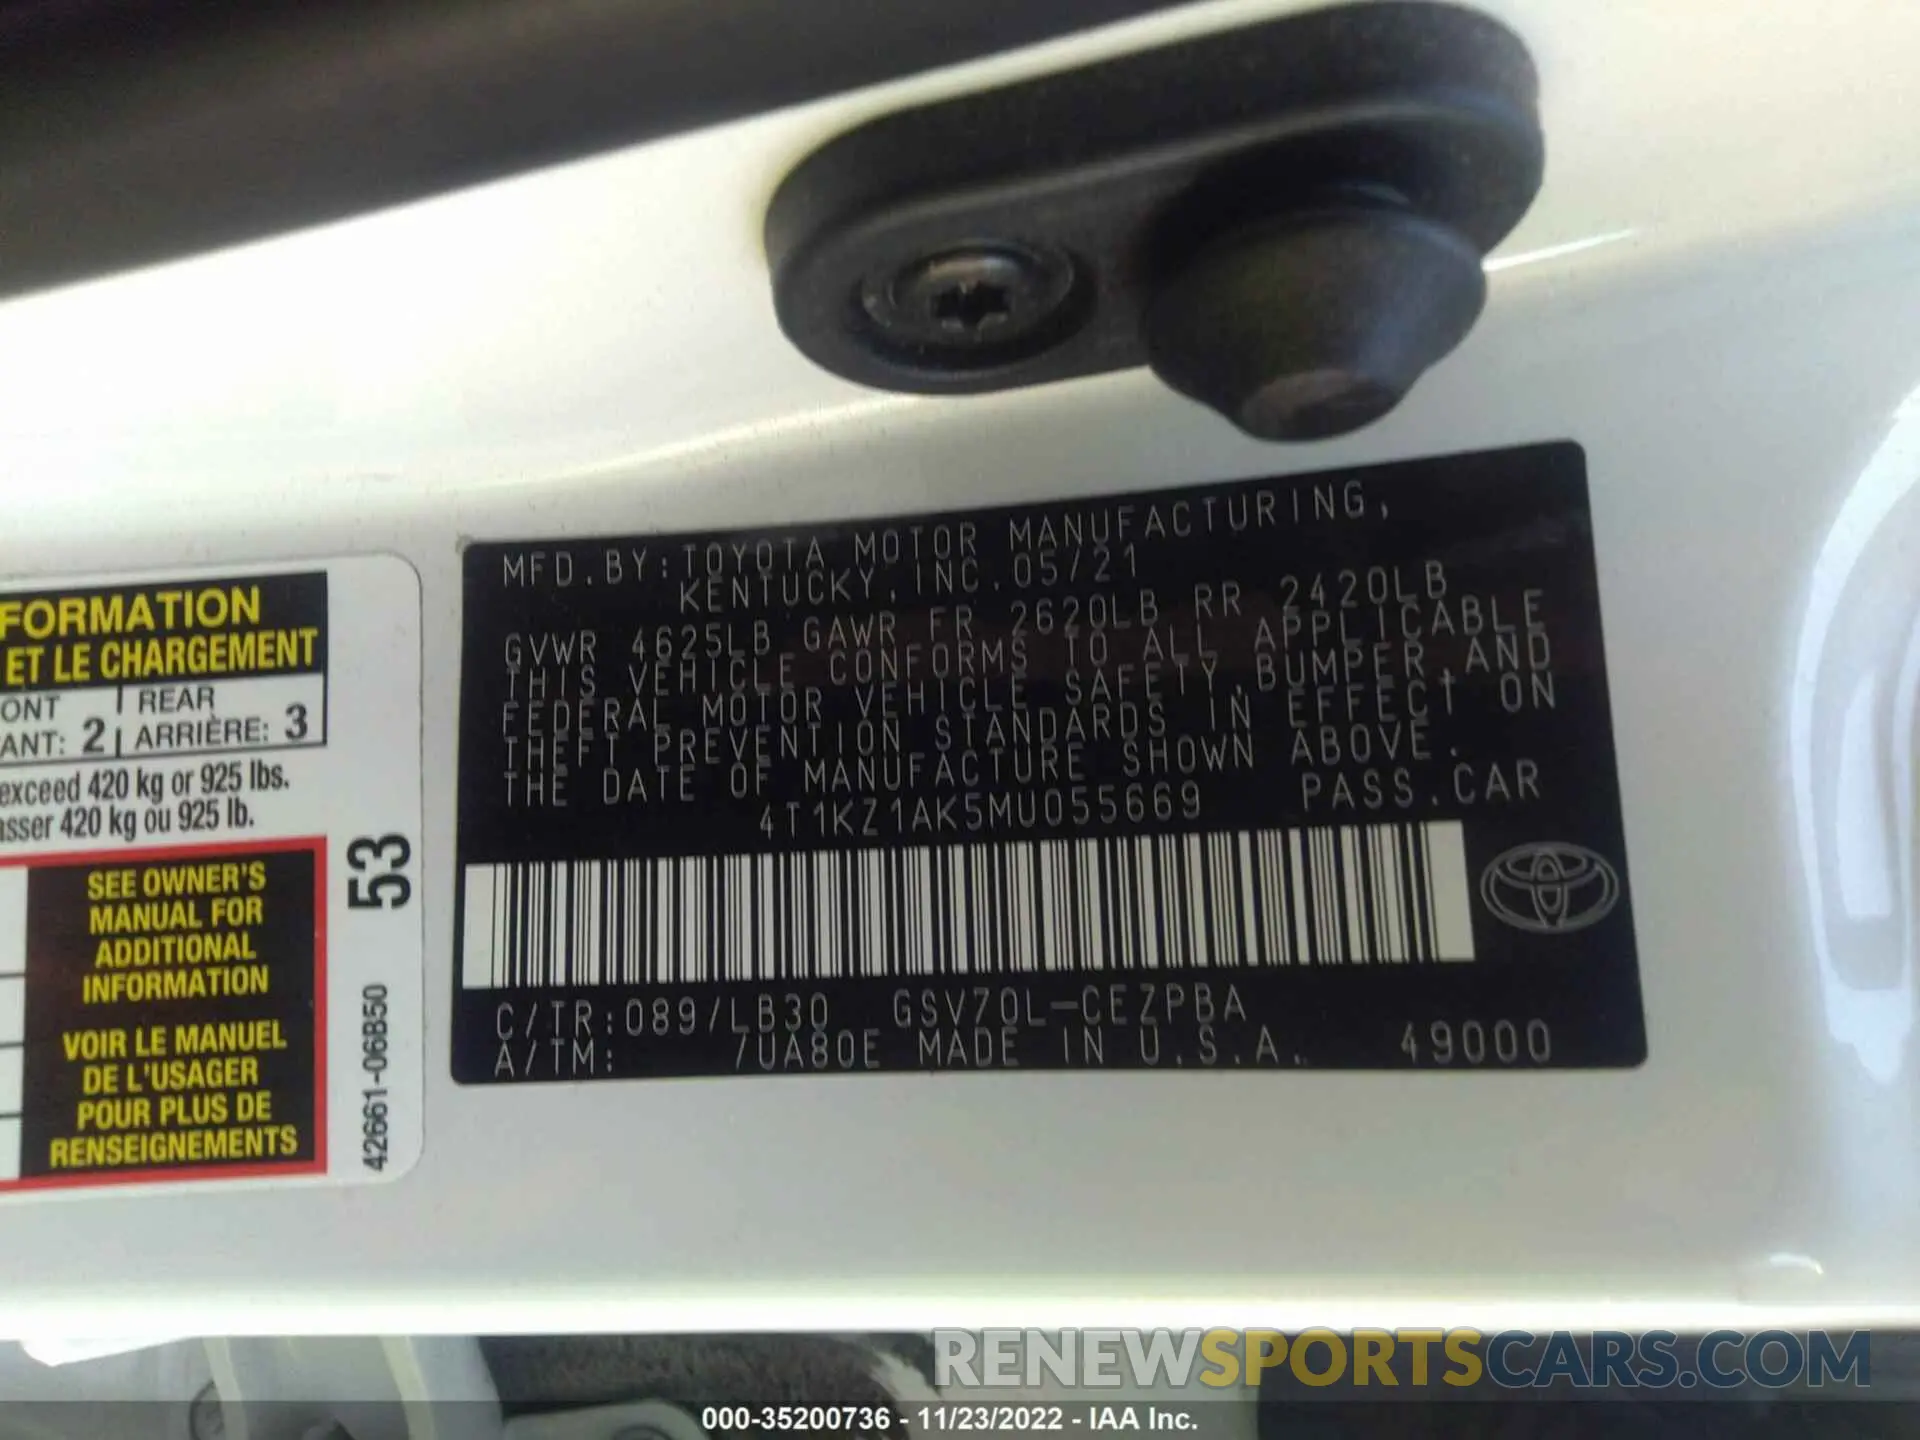 FORMATION
ET LE CHARGEMENT
ONT | REAR
ANT: 2 | ARRIÈRE: 3
exceed 420 kg or 925 lbs.
asser 420 kg ou 925 lb.
SEE OWNER'S
MANUAL FOR
ADDITIONAL
INFORMATION
VOIR LE MANUEL
DE L'USAGER
POUR PLUS DE
RENSEIGNEMENTS
53
42661-06B50
MFD.BY:TOYOTA MOTOR MANUFACTURING,
KENTUCKY,INC.05/21
GVWR 4625LB GAWR FR 2620LB RR 2420LB
THIS VEHICLE CONFORMS TO ALL APPLICABLE
FEDERAL MOTOR VEHICLE SAFETY,BUMPER,AND
THEFT PREVENTION STANDARDS IN EFFECT ON
THE DATE OF MANUFACTURE SHOWN ABOVE.
4T1KZ1AK5MU055669 PASS.CAR
C/TR:089/LB30 GSV70L-CEZPBA
A/TM: 7UA80E MADE IN U.S.A. 49000
RENEWSPORTSCARS.COM
000-35200736 - 11/23/2022 - IAA Inc.